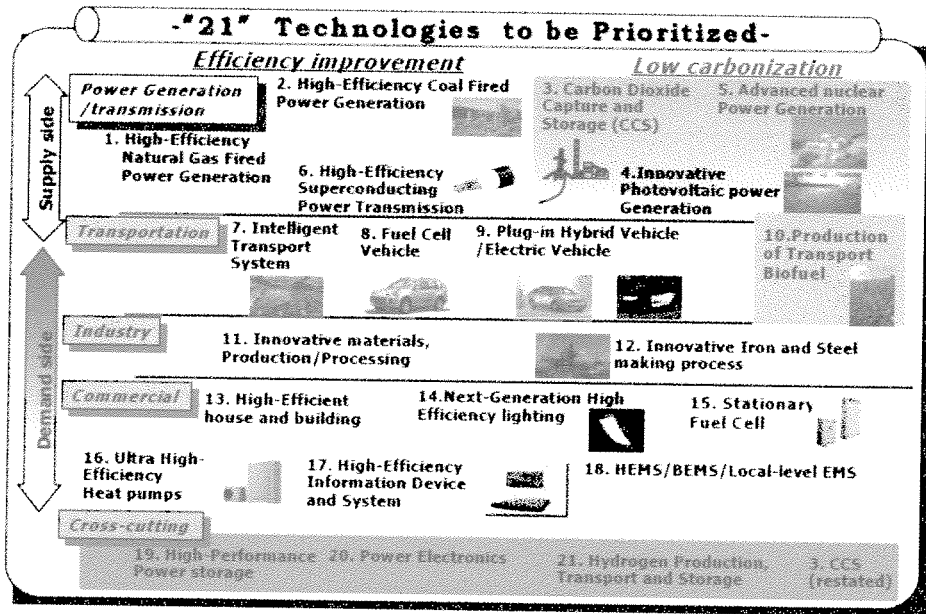 -"21" Technologies to be Prioritized-
Efficiency improvement
Low carbonization
Supply side
Power Generation
/transmission
1. High-Efficiency
Natural Gas Fired
Power Generation
2. High-Efficiency Coal Fired
Power Generation
3. Carbon Dioxide
Capture and
Storage (CCS)
5. Advanced nuclear
Power Generation
6. High-Efficiency
Superconducting
Power Transmission
4.Innovative
Photovoltaic power
Generation
Demand side
Transportation
7. Intelligent
Transport
System
8. Fuel Cell
Vehicle
9. Plug-in Hybrid Vehicle
/Electric Vehicle
10.Production
of Transport
Biofuel
Industry
11. Innovative materials,
Production/Processing
12. Innovative Iron and Steel
making process
Commercial
13. High-Efficient
house and building
14.Next-Generation High
Efficiency lighting
15. Stationary
Fuel Cell
16. Ultra High-
Efficiency
Heat pumps
17. High-Efficiency
Information Device
and System
18. HEMS/BEMS/Local-level EMS
Cross-cutting
19. High-Performance
Power storage
20. Power Electronics
21. Hydrogen Production,
Transport and Storage
3. CCS
(restated)